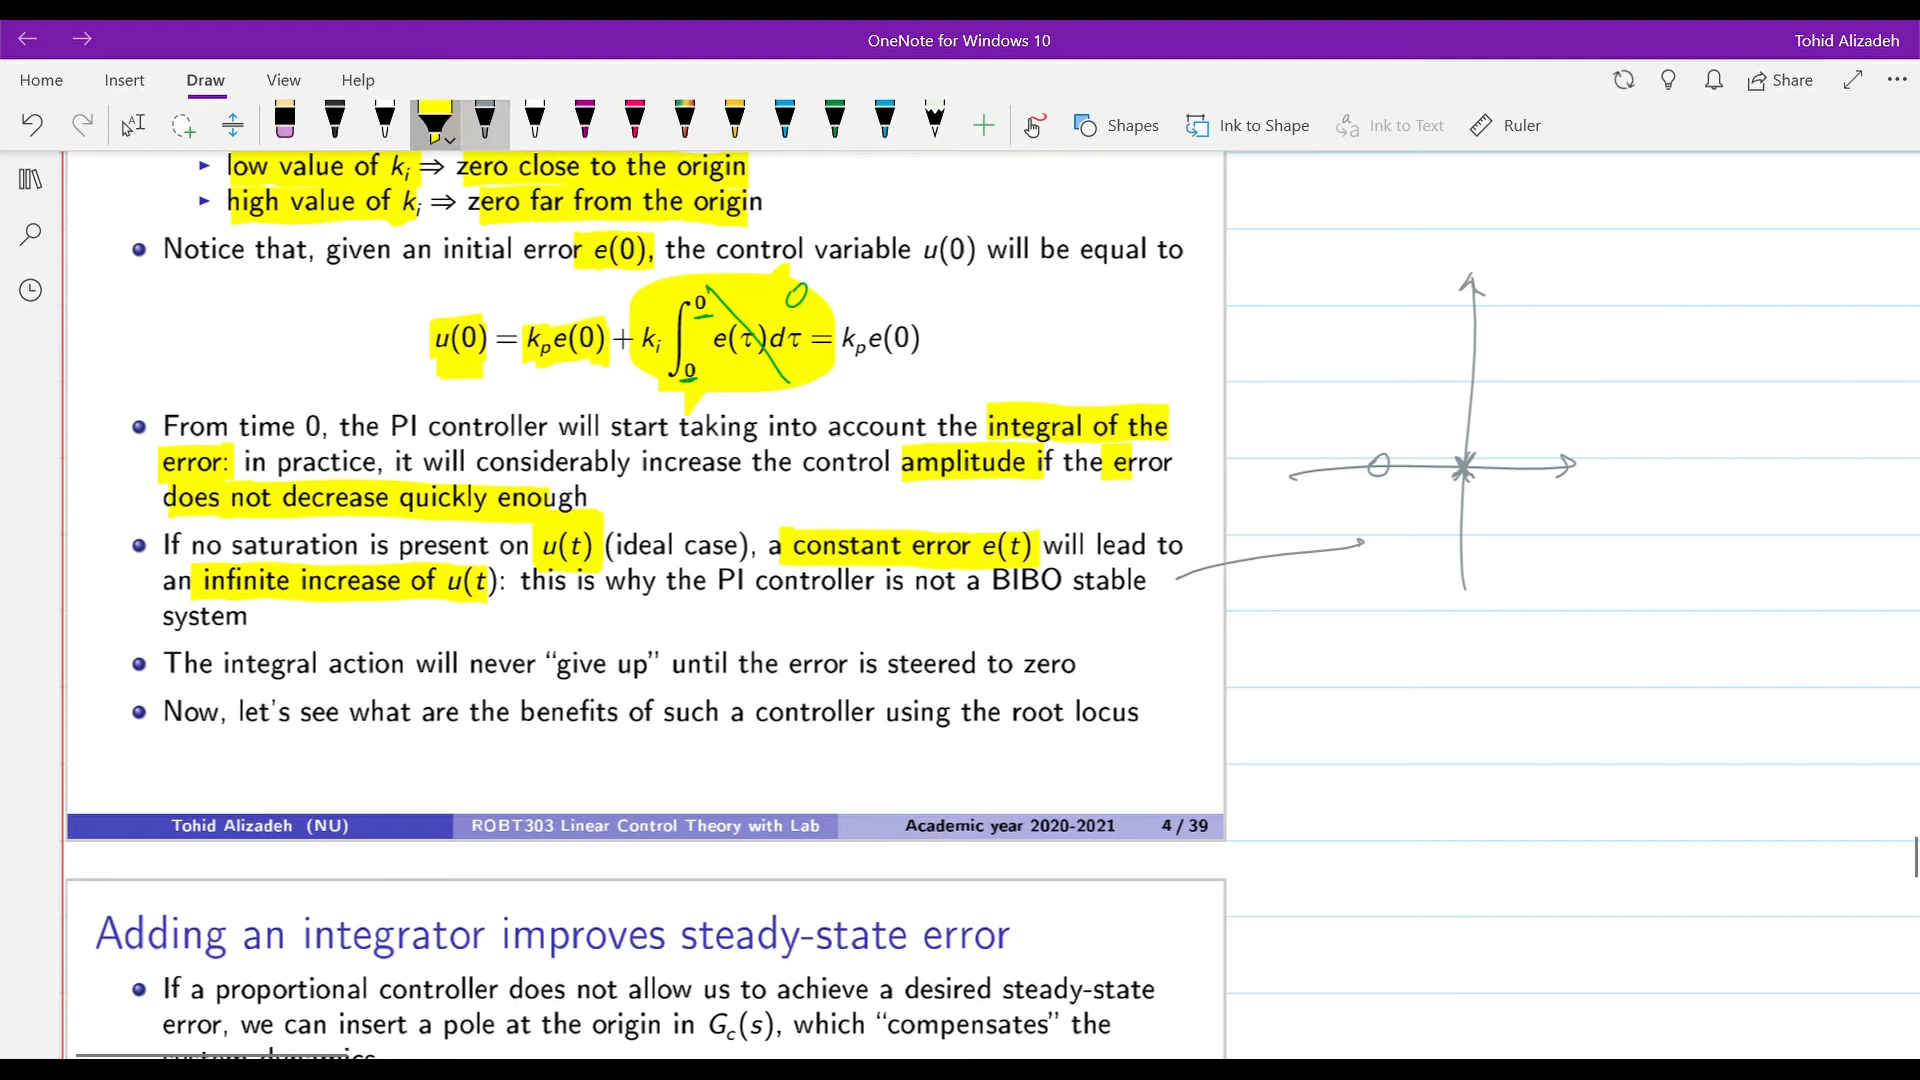 OneNote for Windows 10
Tohid Alizadeh
Home Insert Draw View Help
Share
Shapes Ink to Shape Ink to Text Ruler
low value of kᵢ ⇒ zero close to the origin
high value of kᵢ ⇒ zero far from the origin
Notice that, given an initial error e(0), the control variable u(0) will be equal to
0
u(0) = kₚe(0) + kᵢ ∫₀⁰ e(τ)dτ = kₚe(0)
From time 0, the PI controller will start taking into account the integral of the
error: in practice, it will considerably increase the control amplitude if the error
does not decrease quickly enough
If no saturation is present on u(t) (ideal case), a constant error e(t) will lead to
an infinite increase of u(t): this is why the PI controller is not a BIBO stable
system
The integral action will never “give up” until the error is steered to zero
Now, let's see what are the benefits of such a controller using the root locus
Tohid Alizadeh (NU) ROBT303 Linear Control Theory with Lab Academic year 2020-2021 4 / 39
Adding an integrator improves steady-state error
If a proportional controller does not allow us to achieve a desired steady-state
error, we can insert a pole at the origin in G_c(s), which “compensates” the
system dynamics